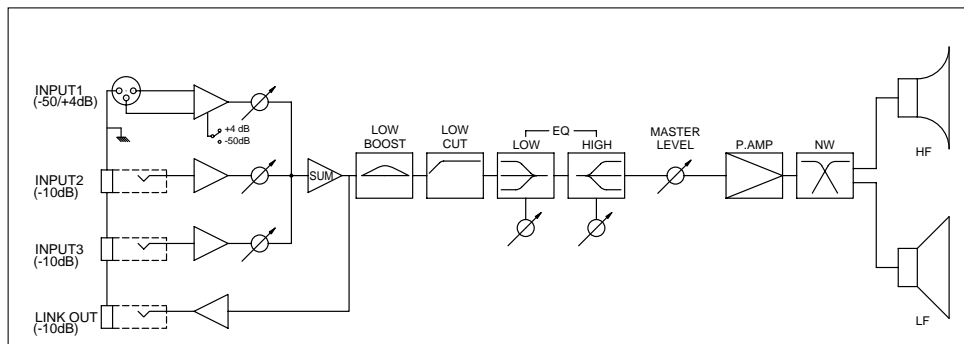 INPUT1
(-50/+4dB)
+4 dB
-50dB
INPUT2
(-10dB)
INPUT3
(-10dB)
LINK OUT
(-10dB)
SUM
LOW
BOOST
LOW
CUT
EQ
LOW
HIGH
MASTER
LEVEL
P.AMP
NW
HF
LF